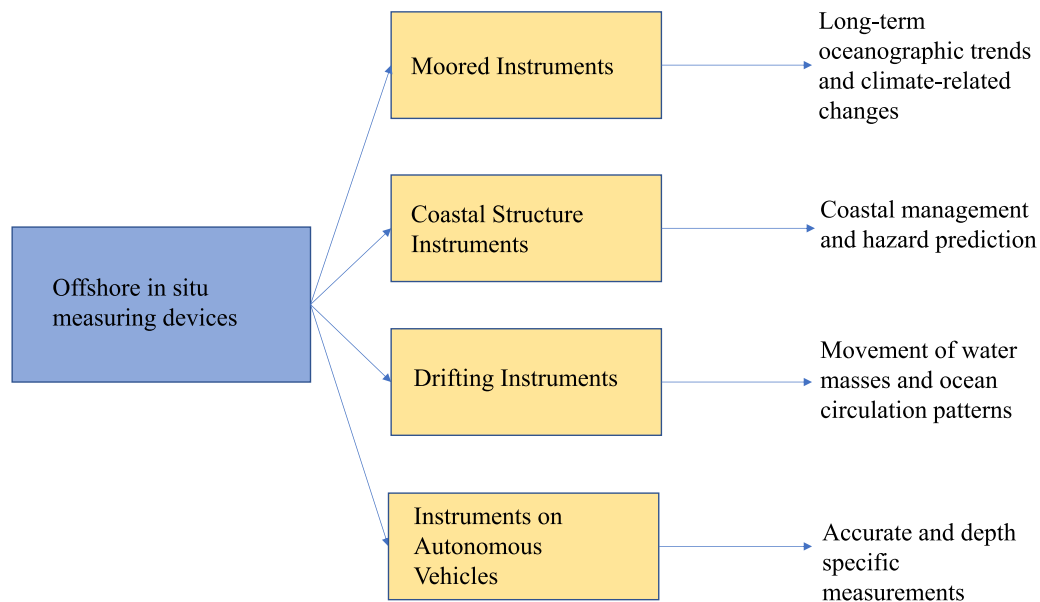 Offshore in situ
measuring devices
Moored Instruments
Long-term
oceanographic trends
and climate-related
changes
Coastal Structure
Instruments
Coastal management
and hazard prediction
Drifting Instruments
Movement of water
masses and ocean
circulation patterns
Instruments on
Autonomous
Vehicles
Accurate and depth
specific
measurements